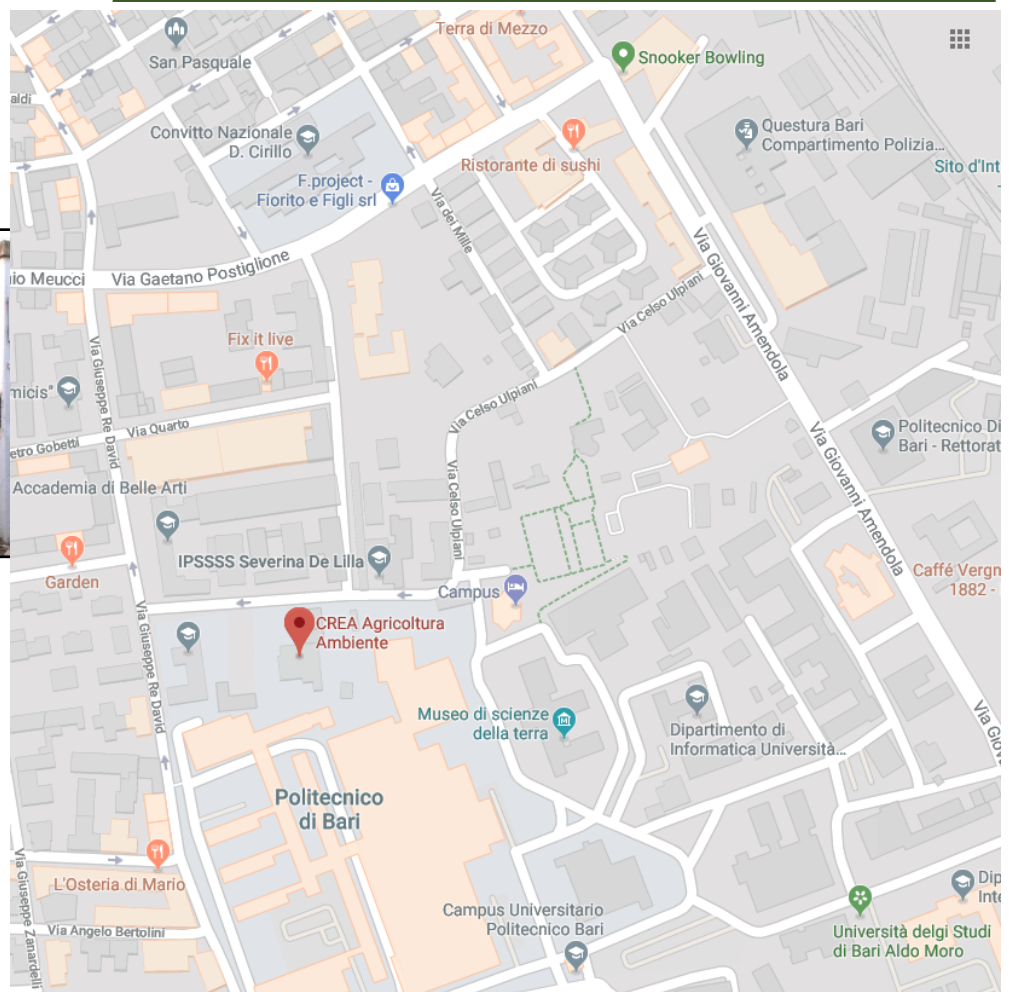 Terra di Mezzo
San Pasquale
Snooker Bowling
aldi
Convitto Nazionale
D. Cirillo
Questura Bari
Compartimento Polizia...
Ristorante di sushi
Sito d'Int
F.project -
Fiorito e Figli srl
Via dei Mille
io Meucci
Via Gaetano Postiglione
Via Giovanni Amendola
Via Celso Ulpiani
Fix it live
Via Giuseppe Re David
micis"
Via Celso Ulpiani
etro Gobetti
Via Quarto
Via Giovanni Amendola
Politecnico Di
Bari - Rettorat
Accademia di Belle Arti
Via Celso Ulpiani
IPSSSS Severina De Lilla
Garden
Campus
Caffé Vergn
1882 -
CREA Agricoltura
Ambiente
Via Giuseppe Re David
Museo di scienze
della terra
Dipartimento di
Informatica Università...
Via Giov
Politecnico
di Bari
L'Osteria di Mario
Via Giuseppe Zanardelli
Campus Universitario
Politecnico Bari
Via Angelo Bertolini
Dip
Inte
Università delgi Studi
di Bari Aldo Moro